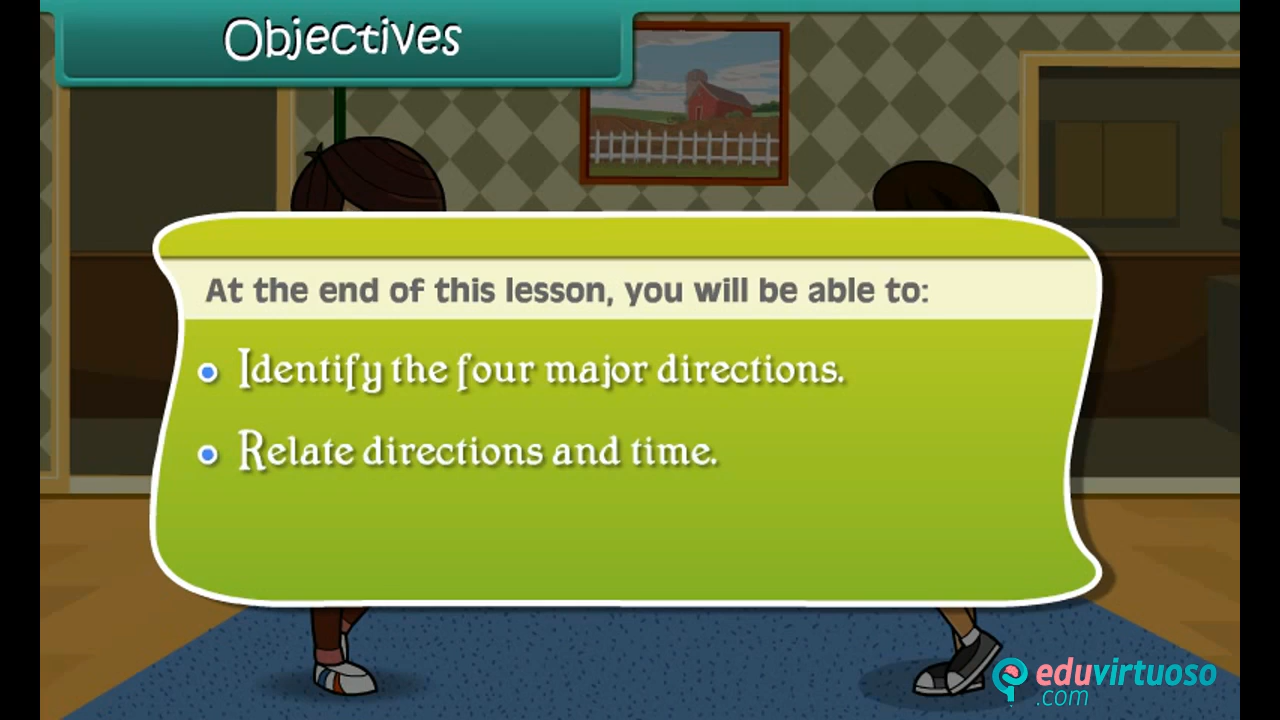 Objectives
At the end of this lesson, you will be able to:
Identify the four major directions.
Relate directions and time.
eduvirtuoso
.com